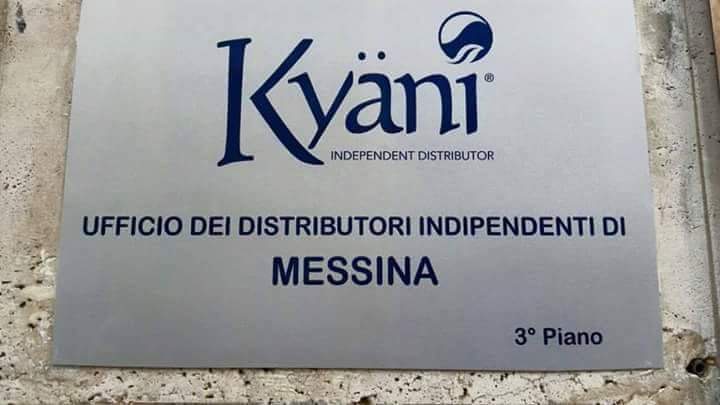 Kyäni®
INDEPENDENT DISTRIBUTOR
UFFICIO DEI DISTRIBUTORI INDIPENDENTI DI
MESSINA
3° Piano